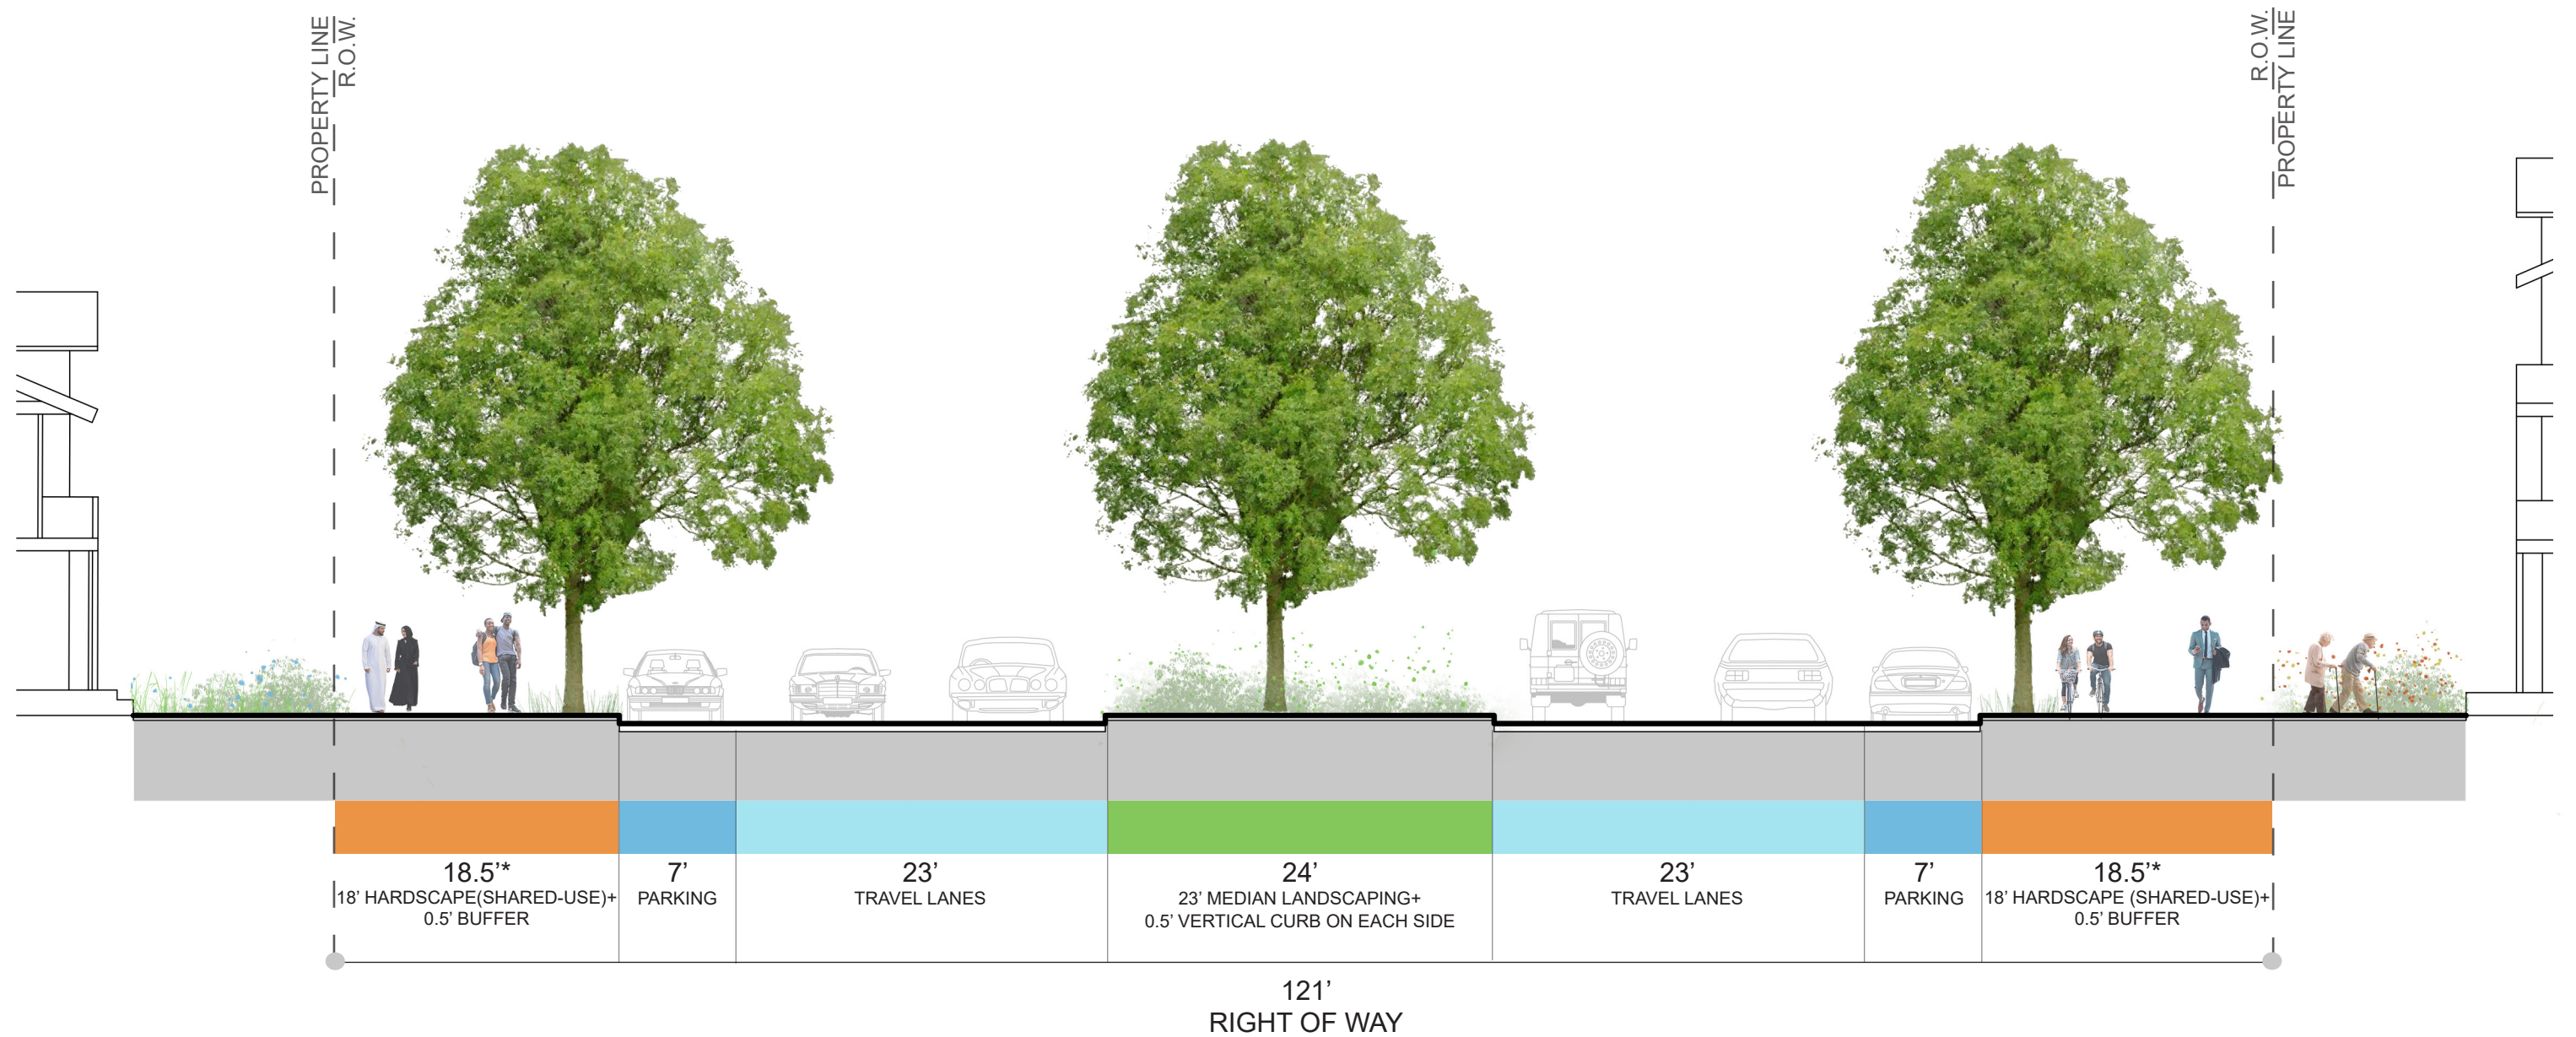 PROPERTY LINE
R.O.W.
R.O.W.
PROPERTY LINE
18.5’*
18’ HARDSCAPE(SHARED-USE)+
0.5’ BUFFER
7’
PARKING
23’
TRAVEL LANES
24’
23’ MEDIAN LANDSCAPING+
0.5’ VERTICAL CURB ON EACH SIDE
23’
TRAVEL LANES
7’
PARKING
18.5’*
18’ HARDSCAPE (SHARED-USE)+
0.5’ BUFFER
121’
RIGHT OF WAY